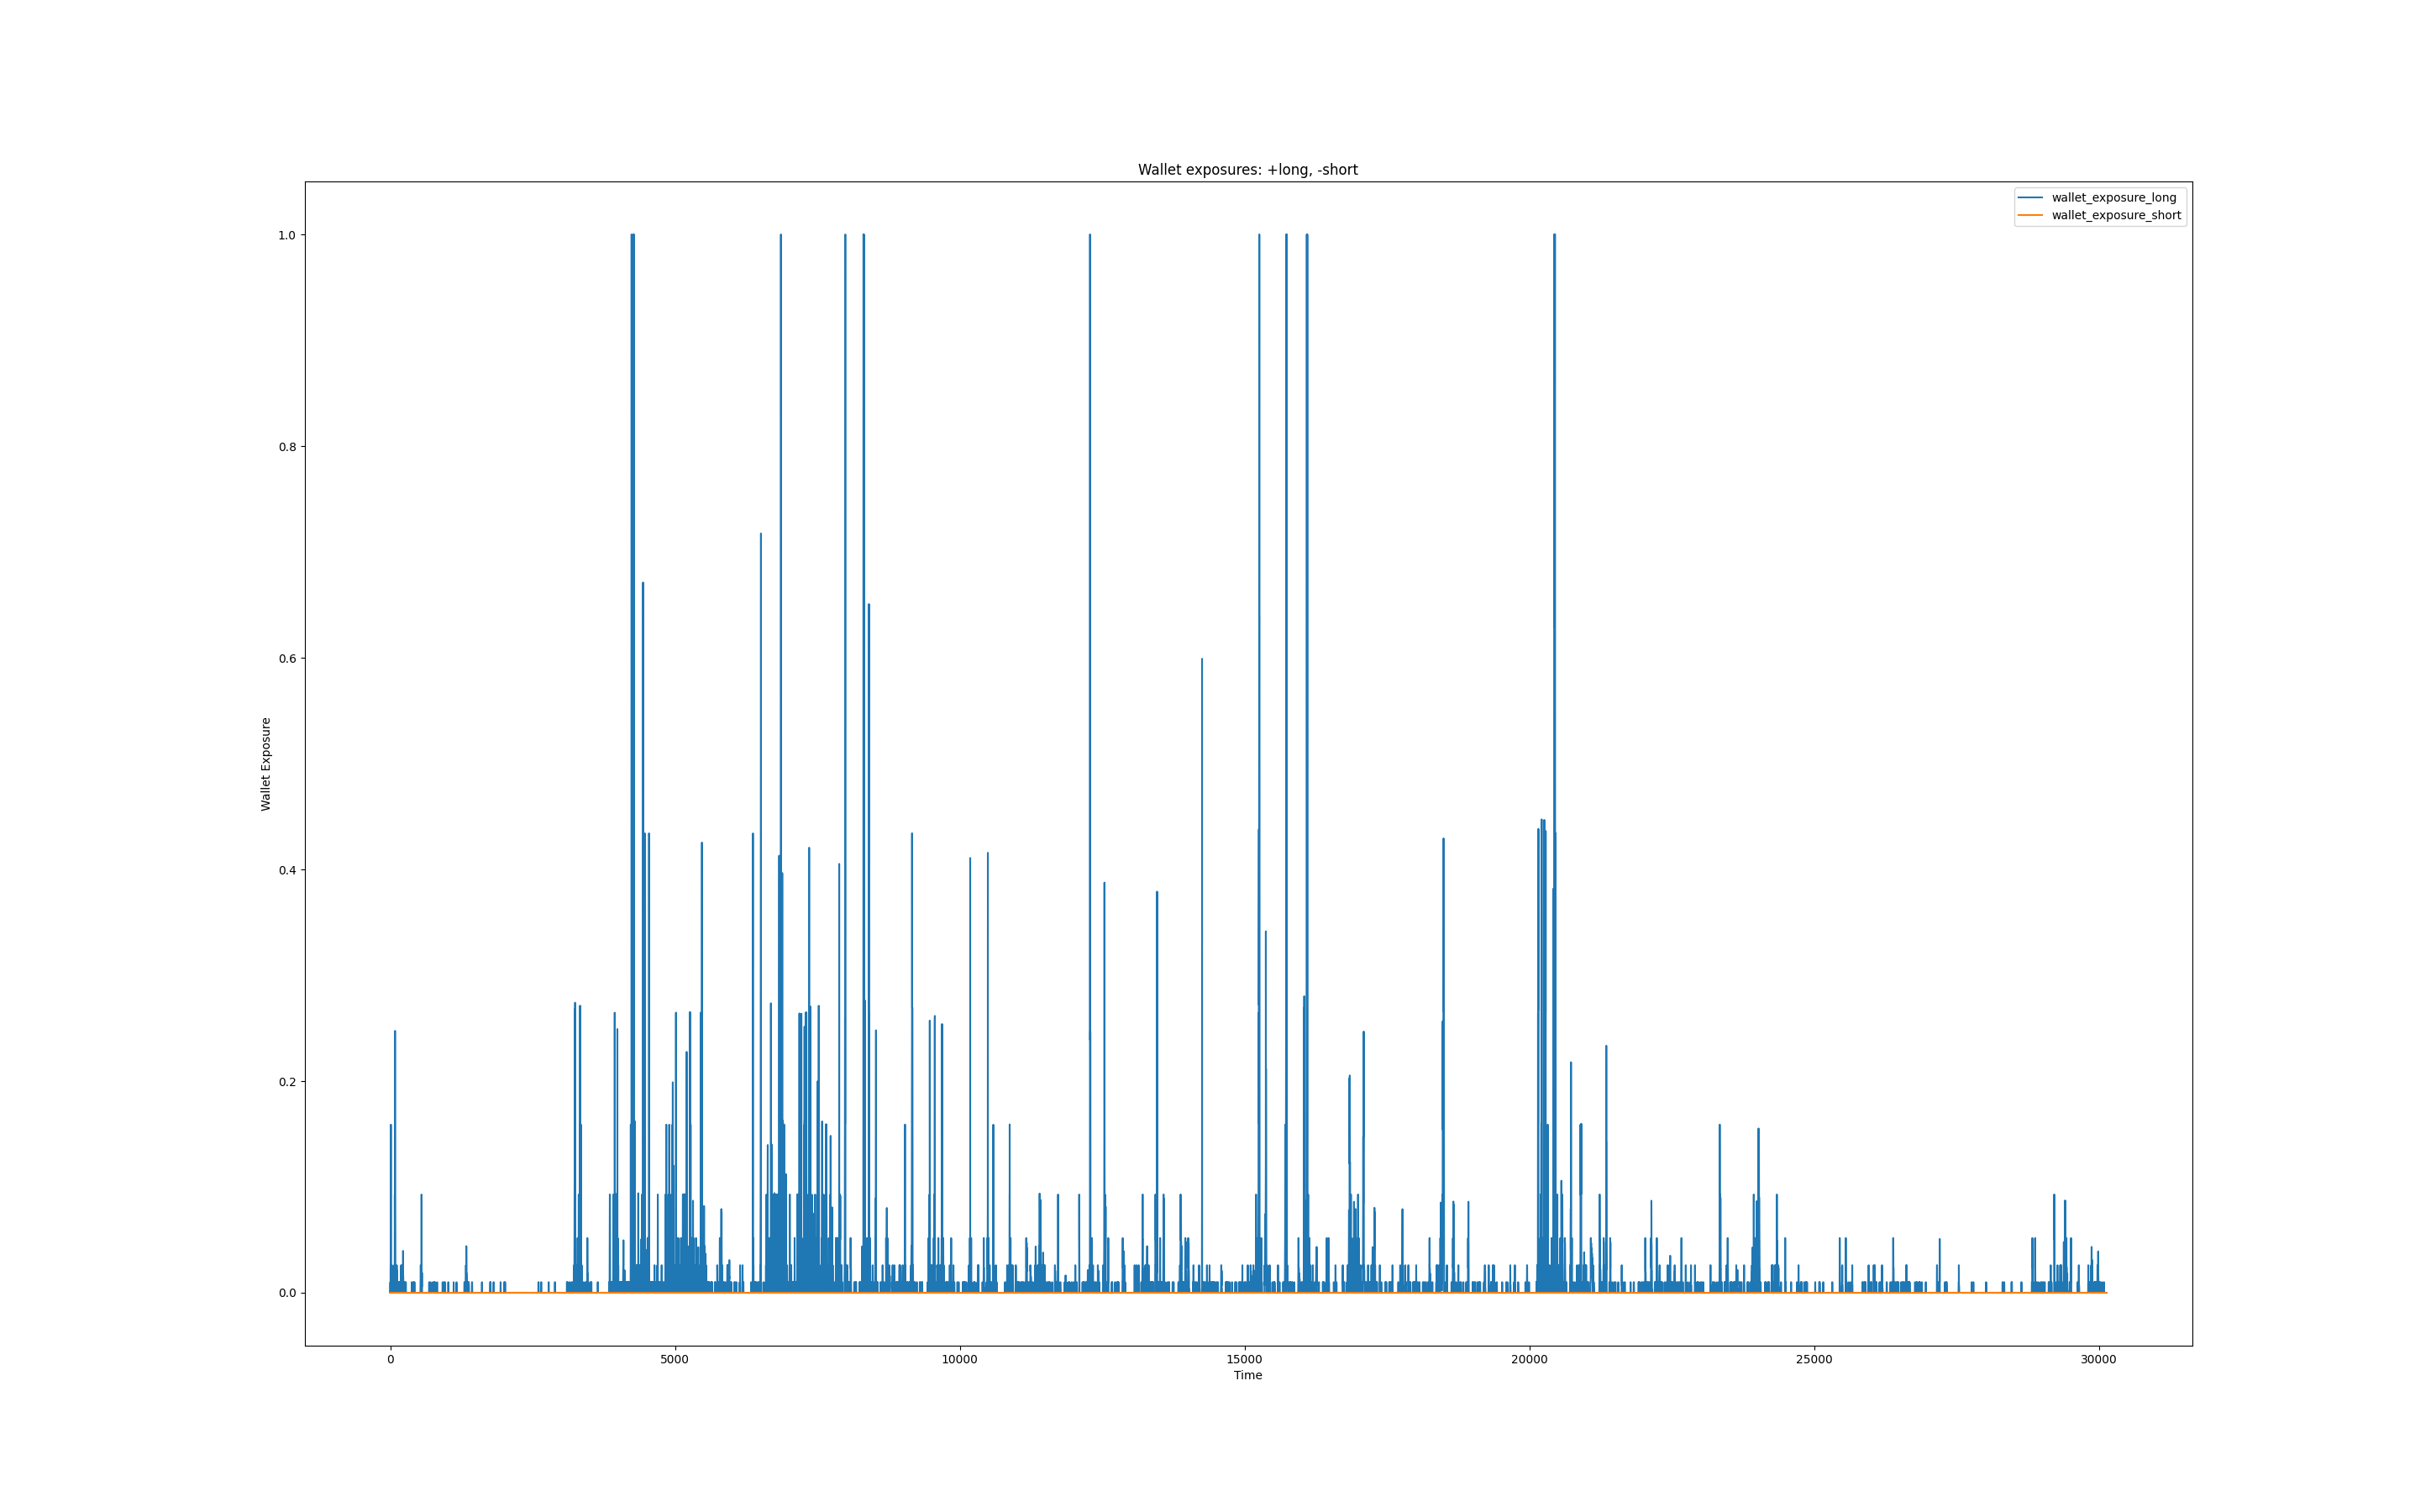 Wallet exposures: +long, -short
wallet_exposure_long
wallet_exposure_short
1.0
0.8
0.6
0.4
0.2
0.0
Wallet Exposure
0 5000 10000 15000 20000 25000 30000
Time